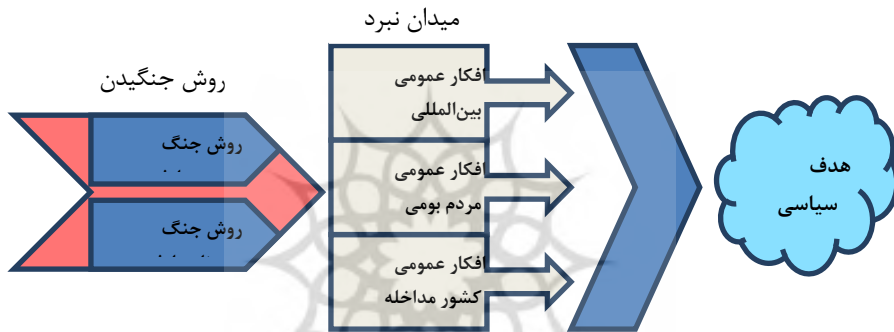 میدان نبرد
روش جنگیدن
افکار عمومی
بین‌المللی
روش جنگ
افکار عمومی
مردم بومی
روش جنگ
افکار عمومی
کشور مداخله
هدف
سیاسی